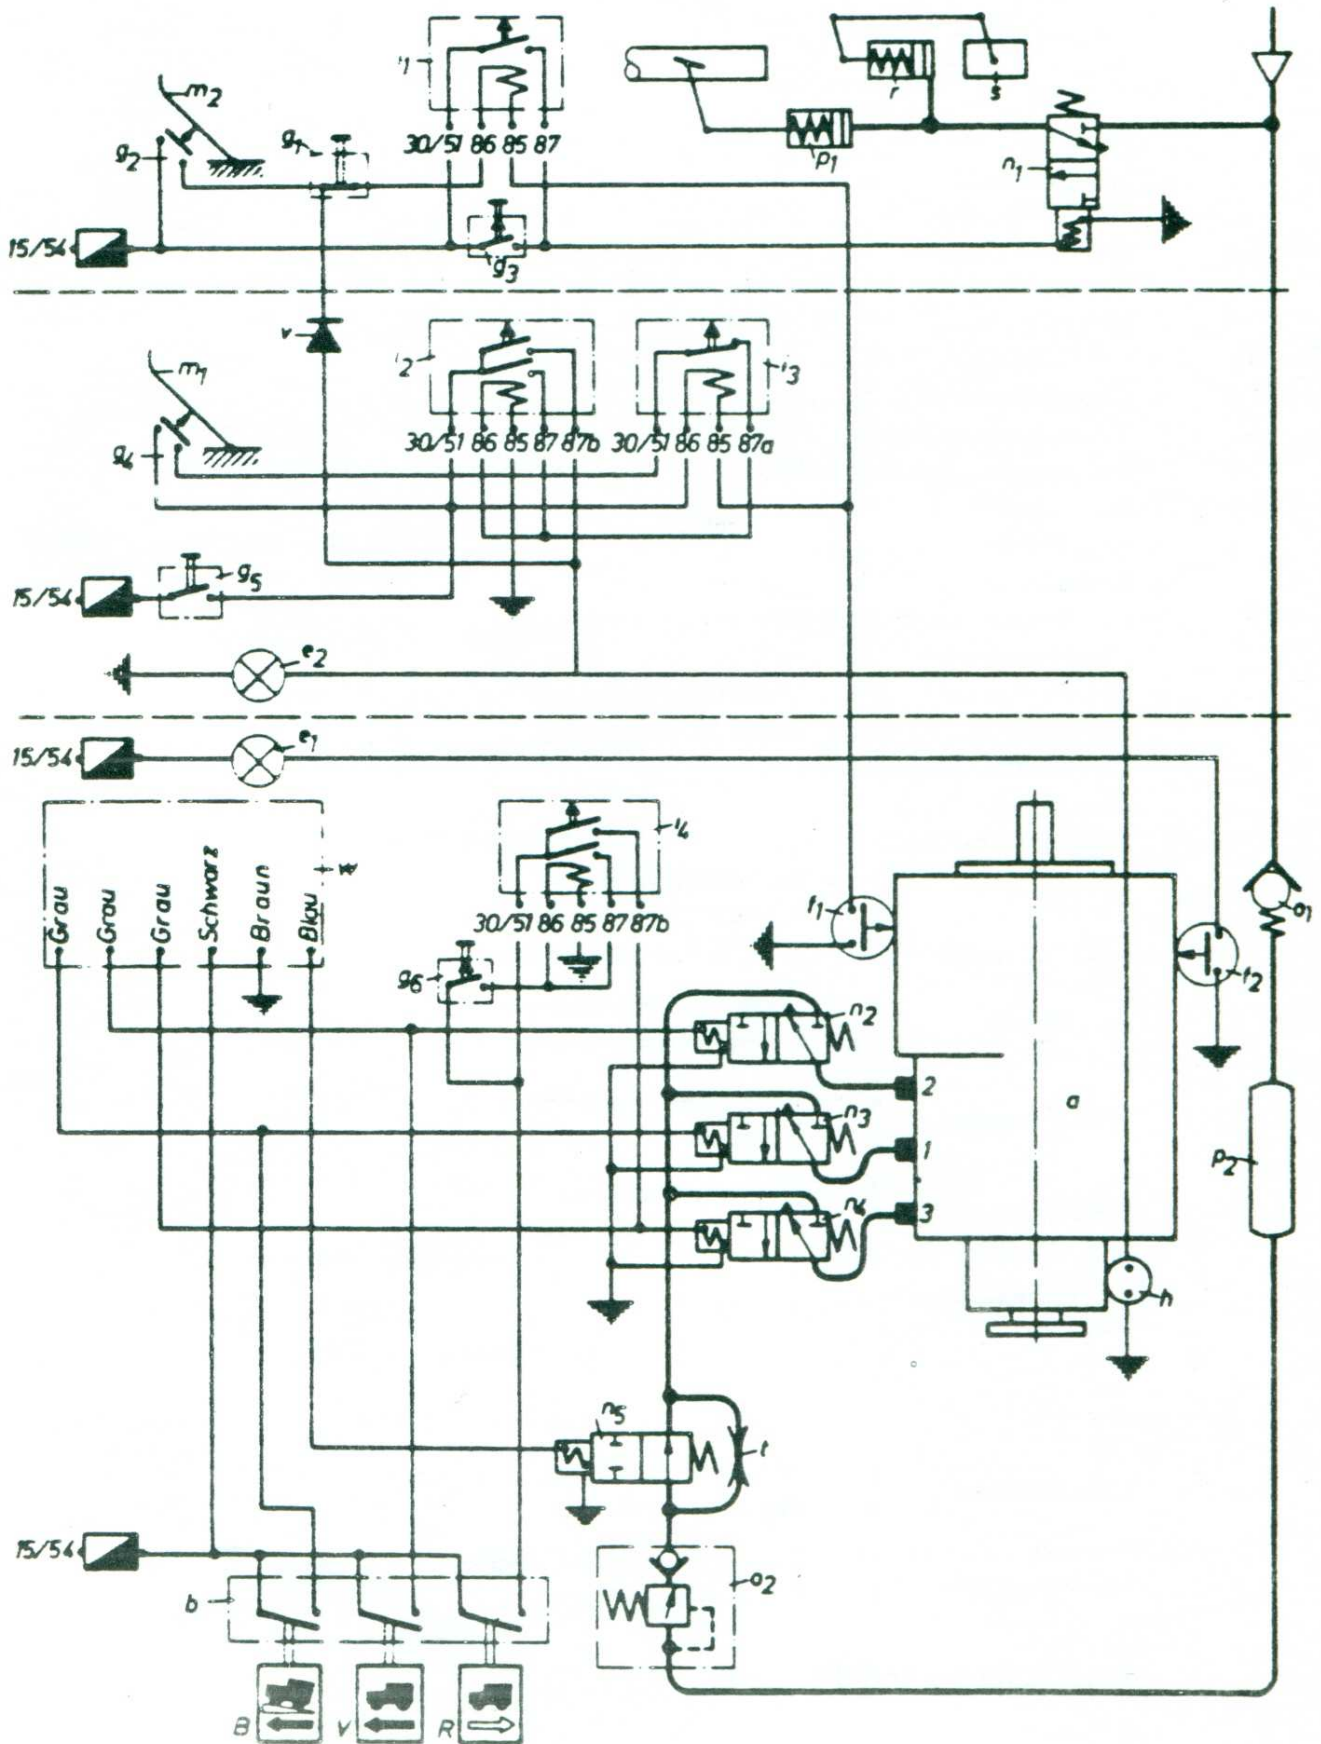 i1
r
s
m2
g2
g1
30/51 86 85 87
p1
n1
15/54
g3
v
m1
i2
i3
30/51 86 85 87 87b
30/51 86 85 87a
g4
15/54
g5
e2
15/54
e1
i4
Grau
Grau
Grau
Schwarz
Braun
Blau
30/51 86 85 87 87b
f1
o1
f2
g6
n2
2
a
n3
1
p2
n4
3
h
n5
t
15/54
o2
b
B
V
R